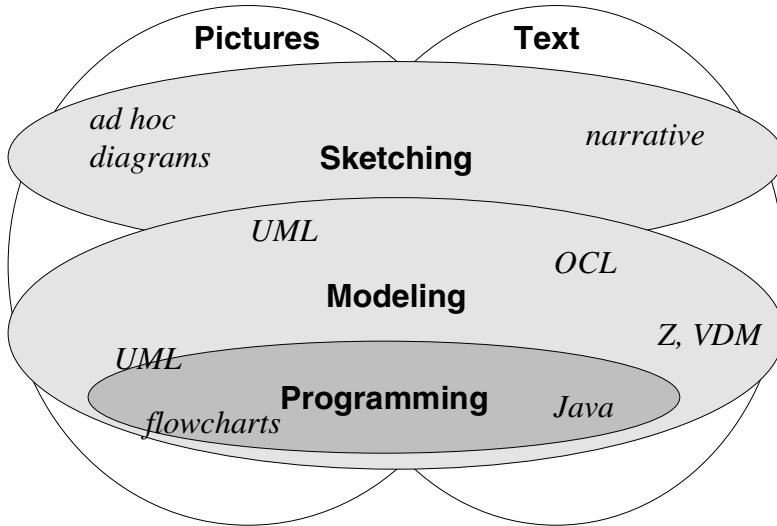 Pictures
Text
ad hoc
diagrams
narrative
Sketching
UML
OCL
Modeling
Z, VDM
UML
Programming
Java
flowcharts